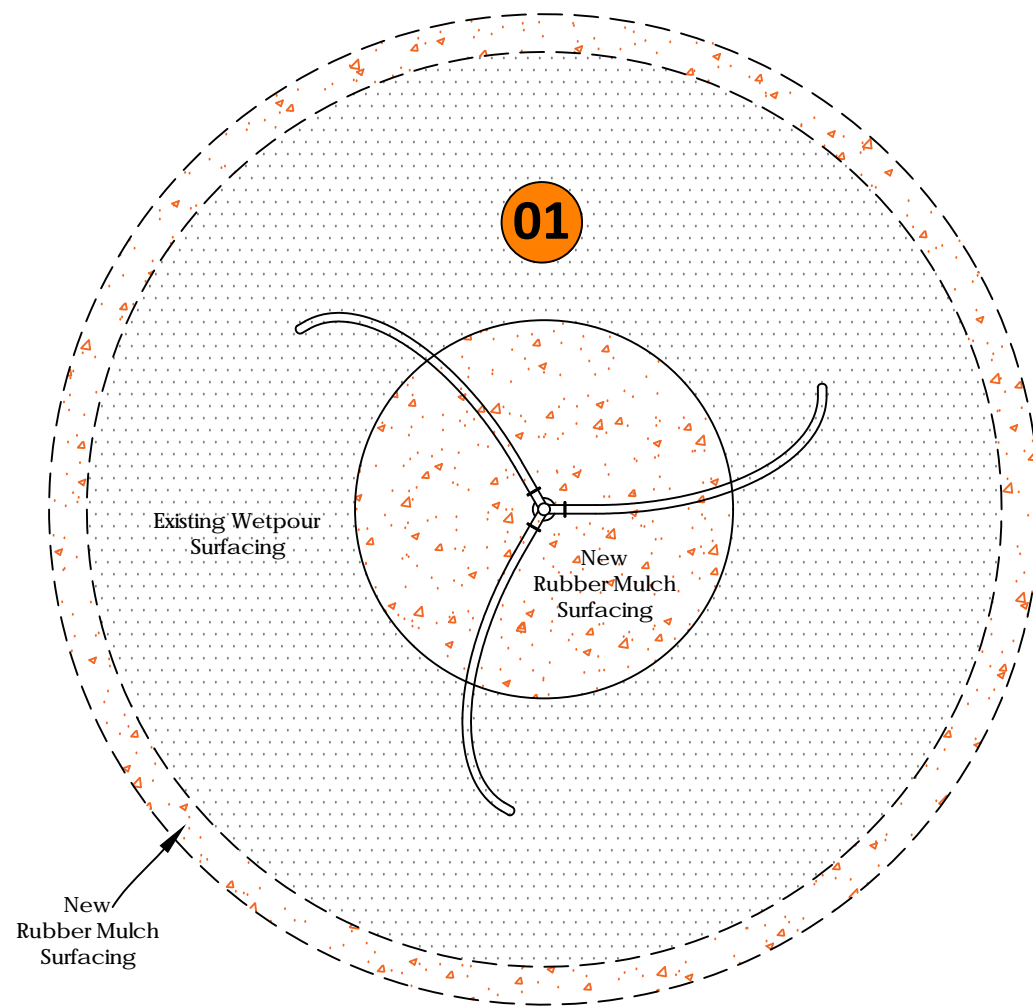 01
Existing Wetpour
Surfacing
New
Rubber Mulch
Surfacing
New
Rubber Mulch
Surfacing